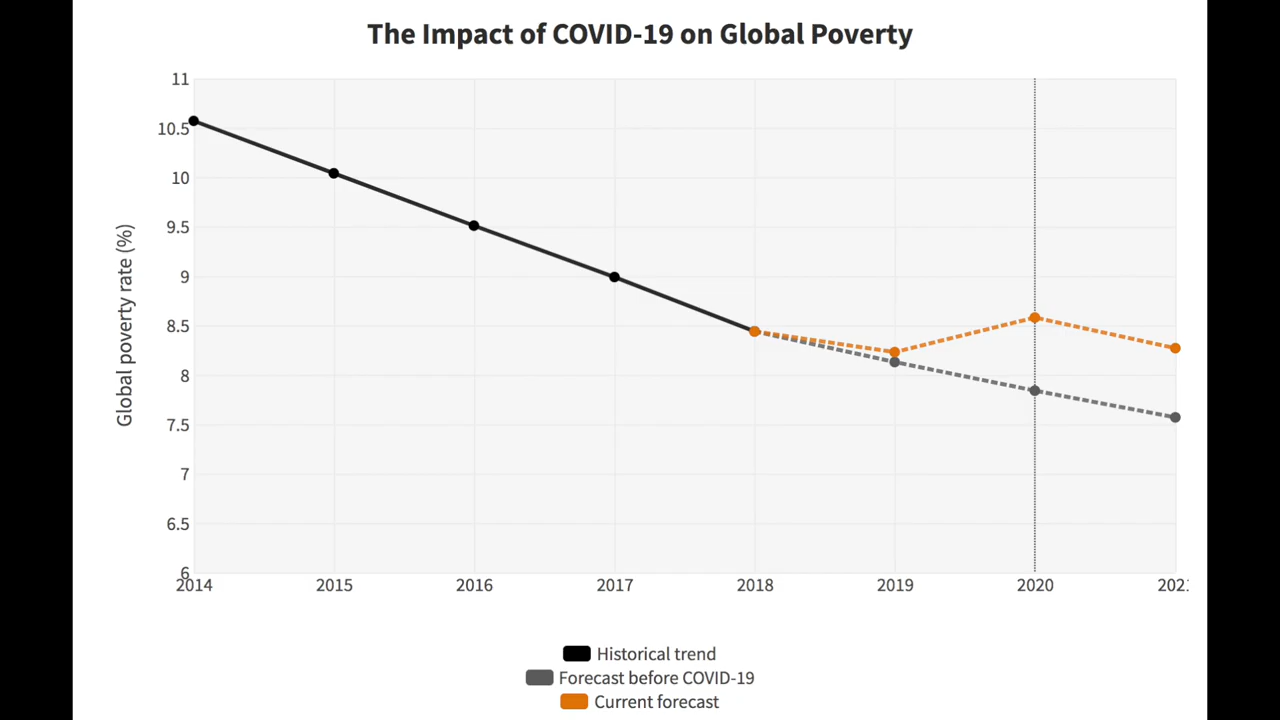 The Impact of COVID-19 on Global Poverty
11
10.5
10
9.5
9
8.5
8
7.5
7
6.5
6
Global poverty rate (%)
2014 2015 2016 2017 2018 2019 2020 202
Historical trend
Forecast before COVID-19
Current forecast